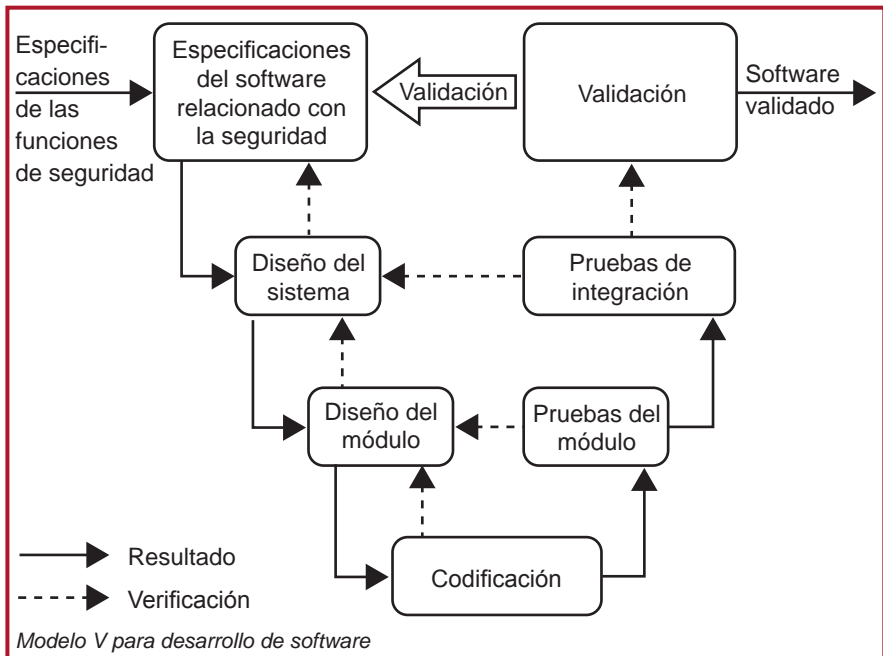 Especifi-
caciones
de las
funciones
de seguridad
Especificaciones
del software
relacionado con
la seguridad
Validación
Validación
Software
validado
Diseño del
sistema
Pruebas de
integración
Diseño del
módulo
Pruebas del
módulo
Codificación
Resultado
Verificación
Modelo V para desarrollo de software